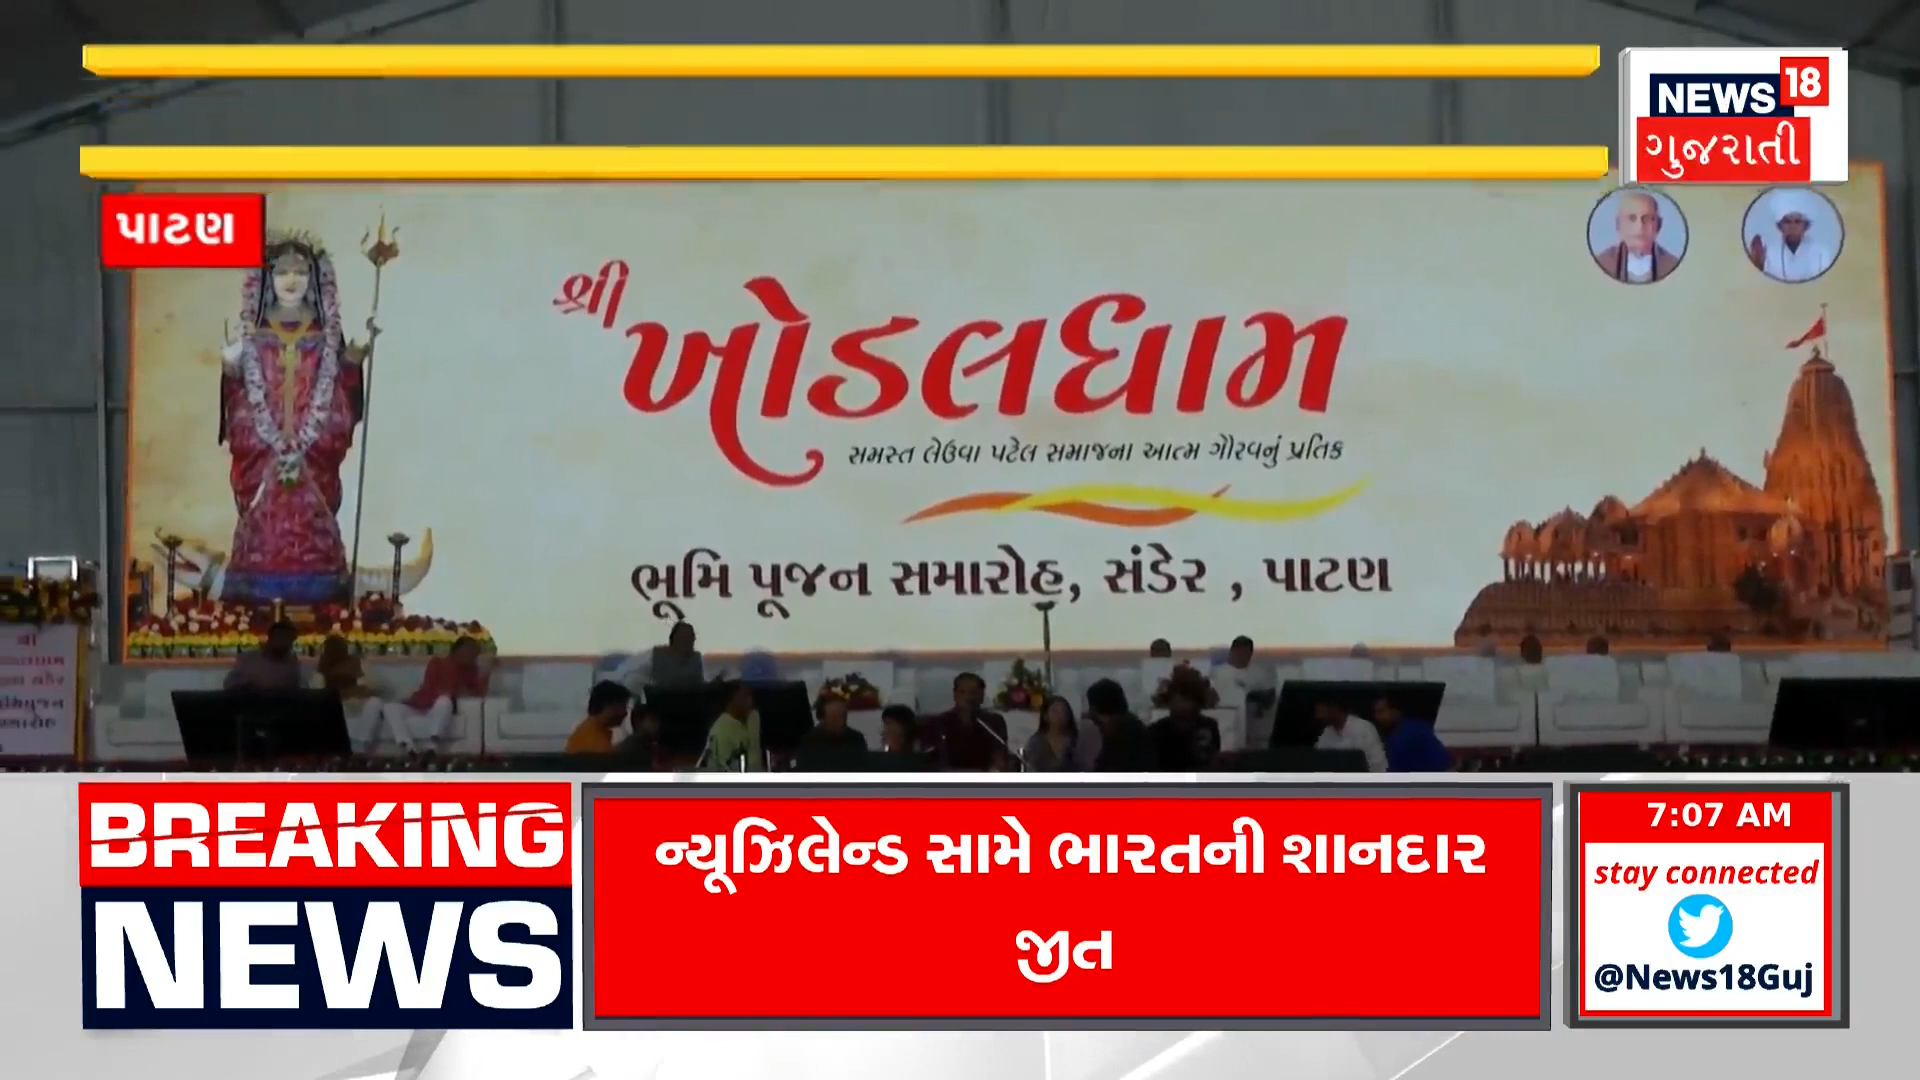 NEWS 18
ગુજરાતી
પાટણ
શ્રી
ખોડલધામ
સમસ્ત લેઉવા પટેલ સમાજના આત્મ ગૌરવનું પ્રતિક
ભૂમિ પૂજન સમારોહ, સંડેર , પાટણ
BREAKING
NEWS
ન્યૂઝિલેન્ડ સામે ભારતની શાનદાર
જીત
7:07 AM
stay connected
@News18Guj